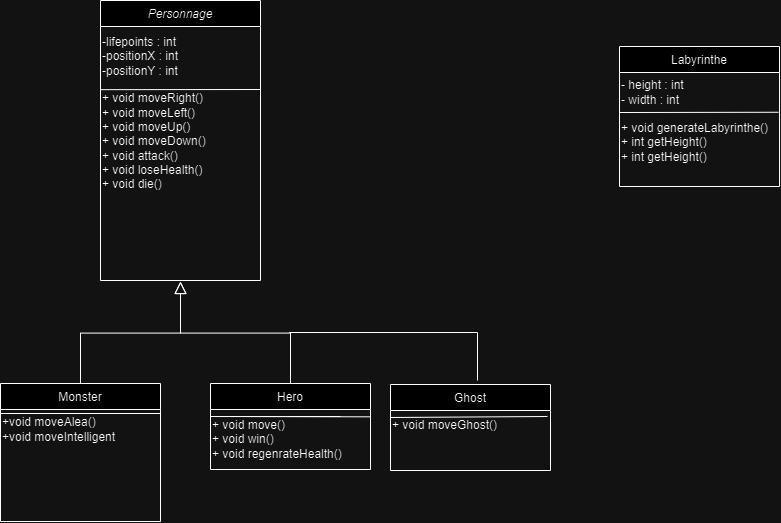 Personnage
-lifepoints : int
-positionX : int
-positionY : int
+ void moveRight()
+ void moveLeft()
+ void moveUp()
+ void moveDown()
+ void attack()
+ void loseHealth()
+ void die()
Labyrinthe
- height : int
- width : int
+ void generateLabyrinthe()
+ int getHeight()
+ int getHeight()
Monster
+void moveAlea()
+void moveIntelligent
Hero
+ void move()
+ void win()
+ void regenrateHealth()
Ghost
+ void moveGhost()